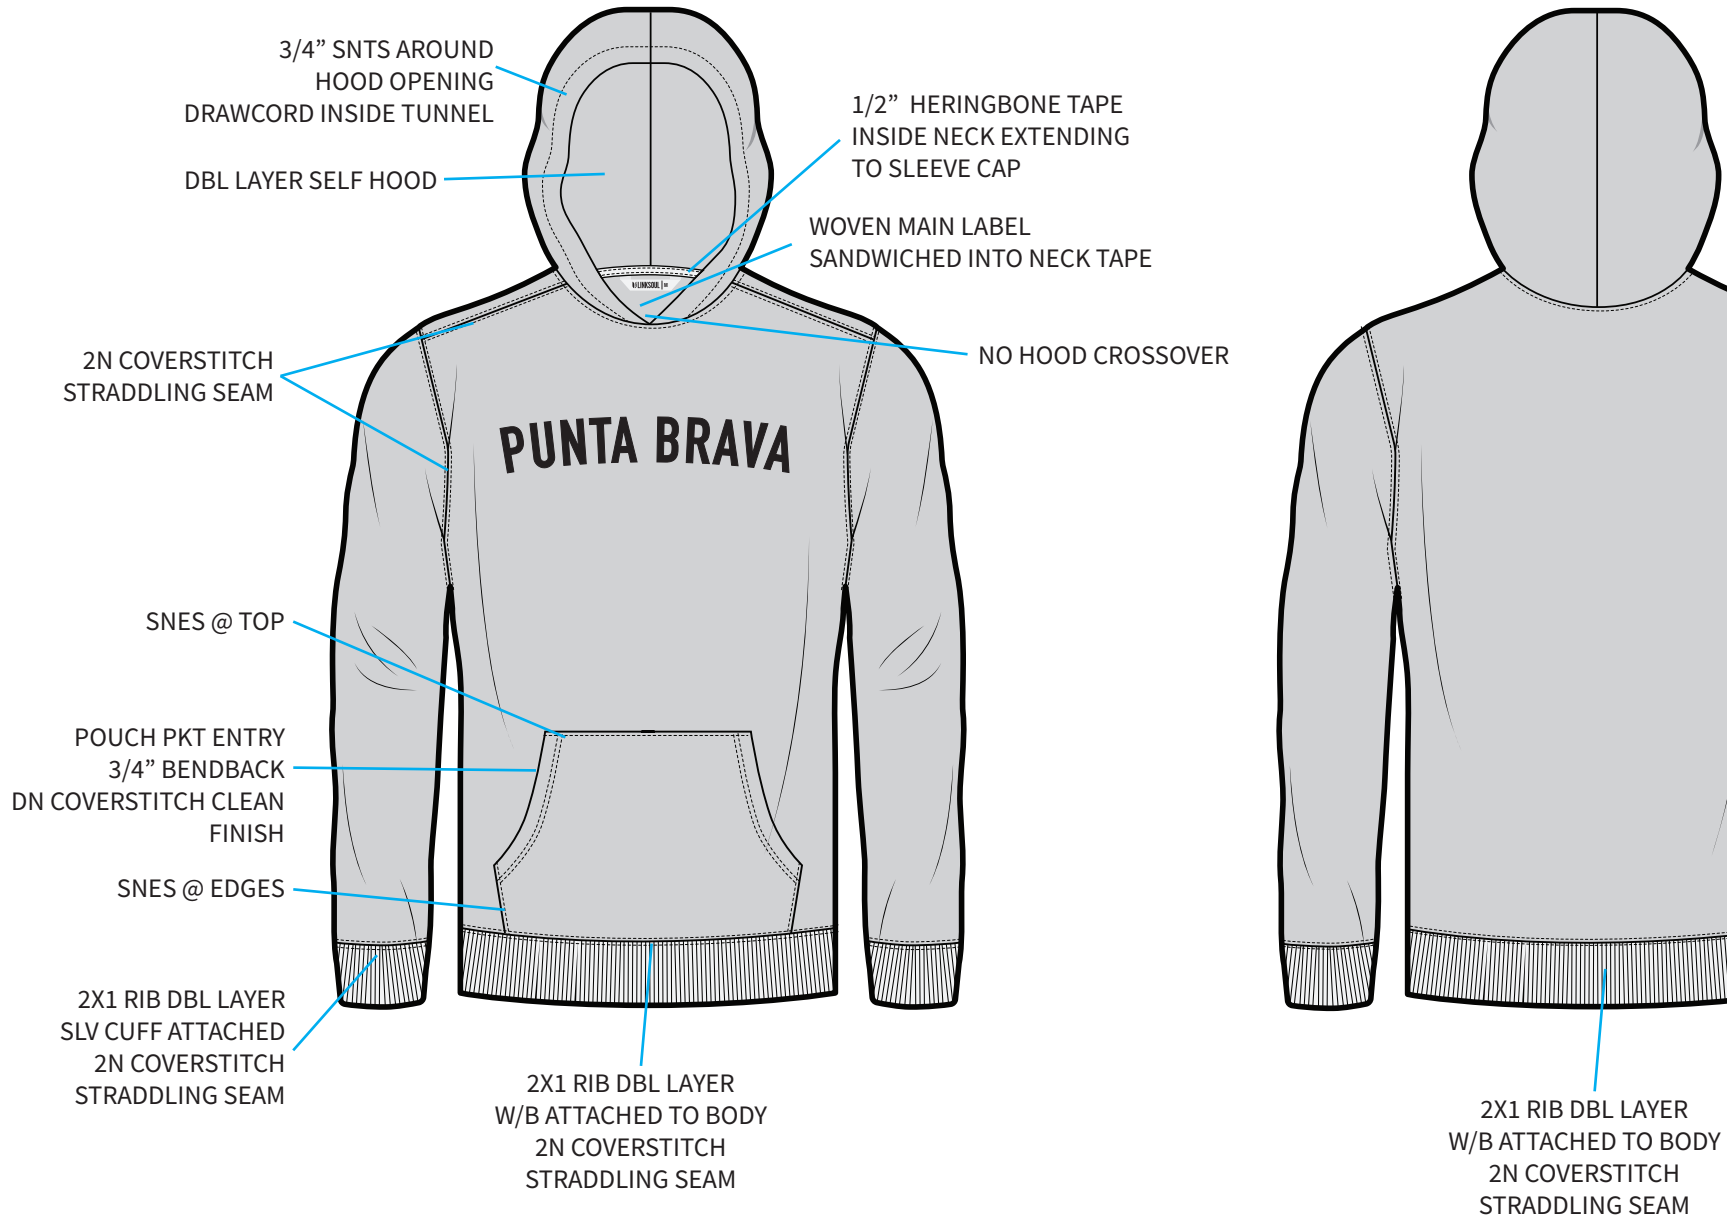 3/4” SNTS AROUND
HOOD OPENING
DRAWCORD INSIDE TUNNEL
DBL LAYER SELF HOOD
1/2”  HERINGBONE TAPE
INSIDE NECK EXTENDING
TO SLEEVE CAP
WOVEN MAIN LABEL
SANDWICHED INTO NECK TAPE
LINKSOUL
NO HOOD CROSSOVER
2N COVERSTITCH
STRADDLING SEAM
PUNTA BRAVA
SNES @ TOP
POUCH PKT ENTRY
3/4” BENDBACK
DN COVERSTITCH CLEAN
FINISH
SNES @ EDGES
2X1 RIB DBL LAYER
SLV CUFF ATTACHED
2N COVERSTITCH
STRADDLING SEAM
2X1 RIB DBL LAYER
W/B ATTACHED TO BODY
2N COVERSTITCH
STRADDLING SEAM
2X1 RIB DBL LAYER
W/B ATTACHED TO BODY
2N COVERSTITCH
STRADDLING SEAM